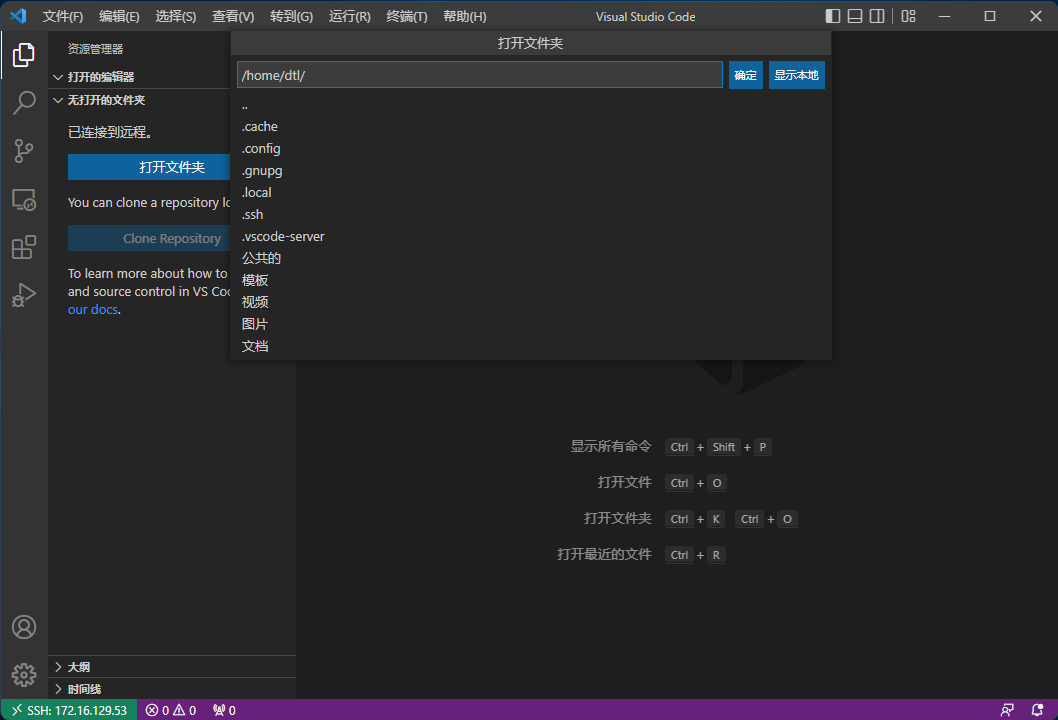 文件(F) 编辑(E) 选择(S) 查看(V) 转到(G) 运行(R) 终端(T) 帮助(H) Visual Studio Code
资源管理器
打开的编辑器
无打开的文件夹
已连接到远程。
打开文件夹
You can clone a repository lo
Clone Repository
To learn more about how to
and source control in VS Co
our docs.
大纲
时间线
打开文件夹
/home/dtl/ 确定 显示本地
..
.cache
.config
.gnupg
.local
.ssh
.vscode-server
公共的
模板
视频
图片
文档
显示所有命令 Ctrl + Shift + P
打开文件 Ctrl + O
打开文件夹 Ctrl + K Ctrl + O
打开最近的文件 Ctrl + R
SSH: 172.16.129.53 0 0 0